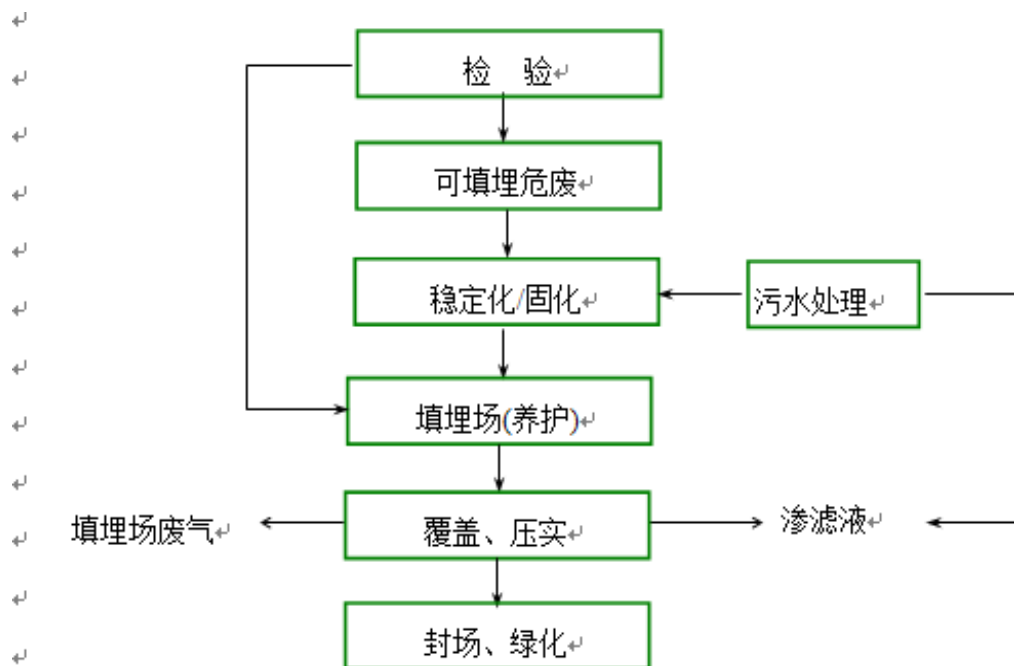 检 验
可填埋危废
稳定化/固化
污水处理
填埋场(养护)
填埋场废气
覆盖、压实
渗滤液
封场、绿化